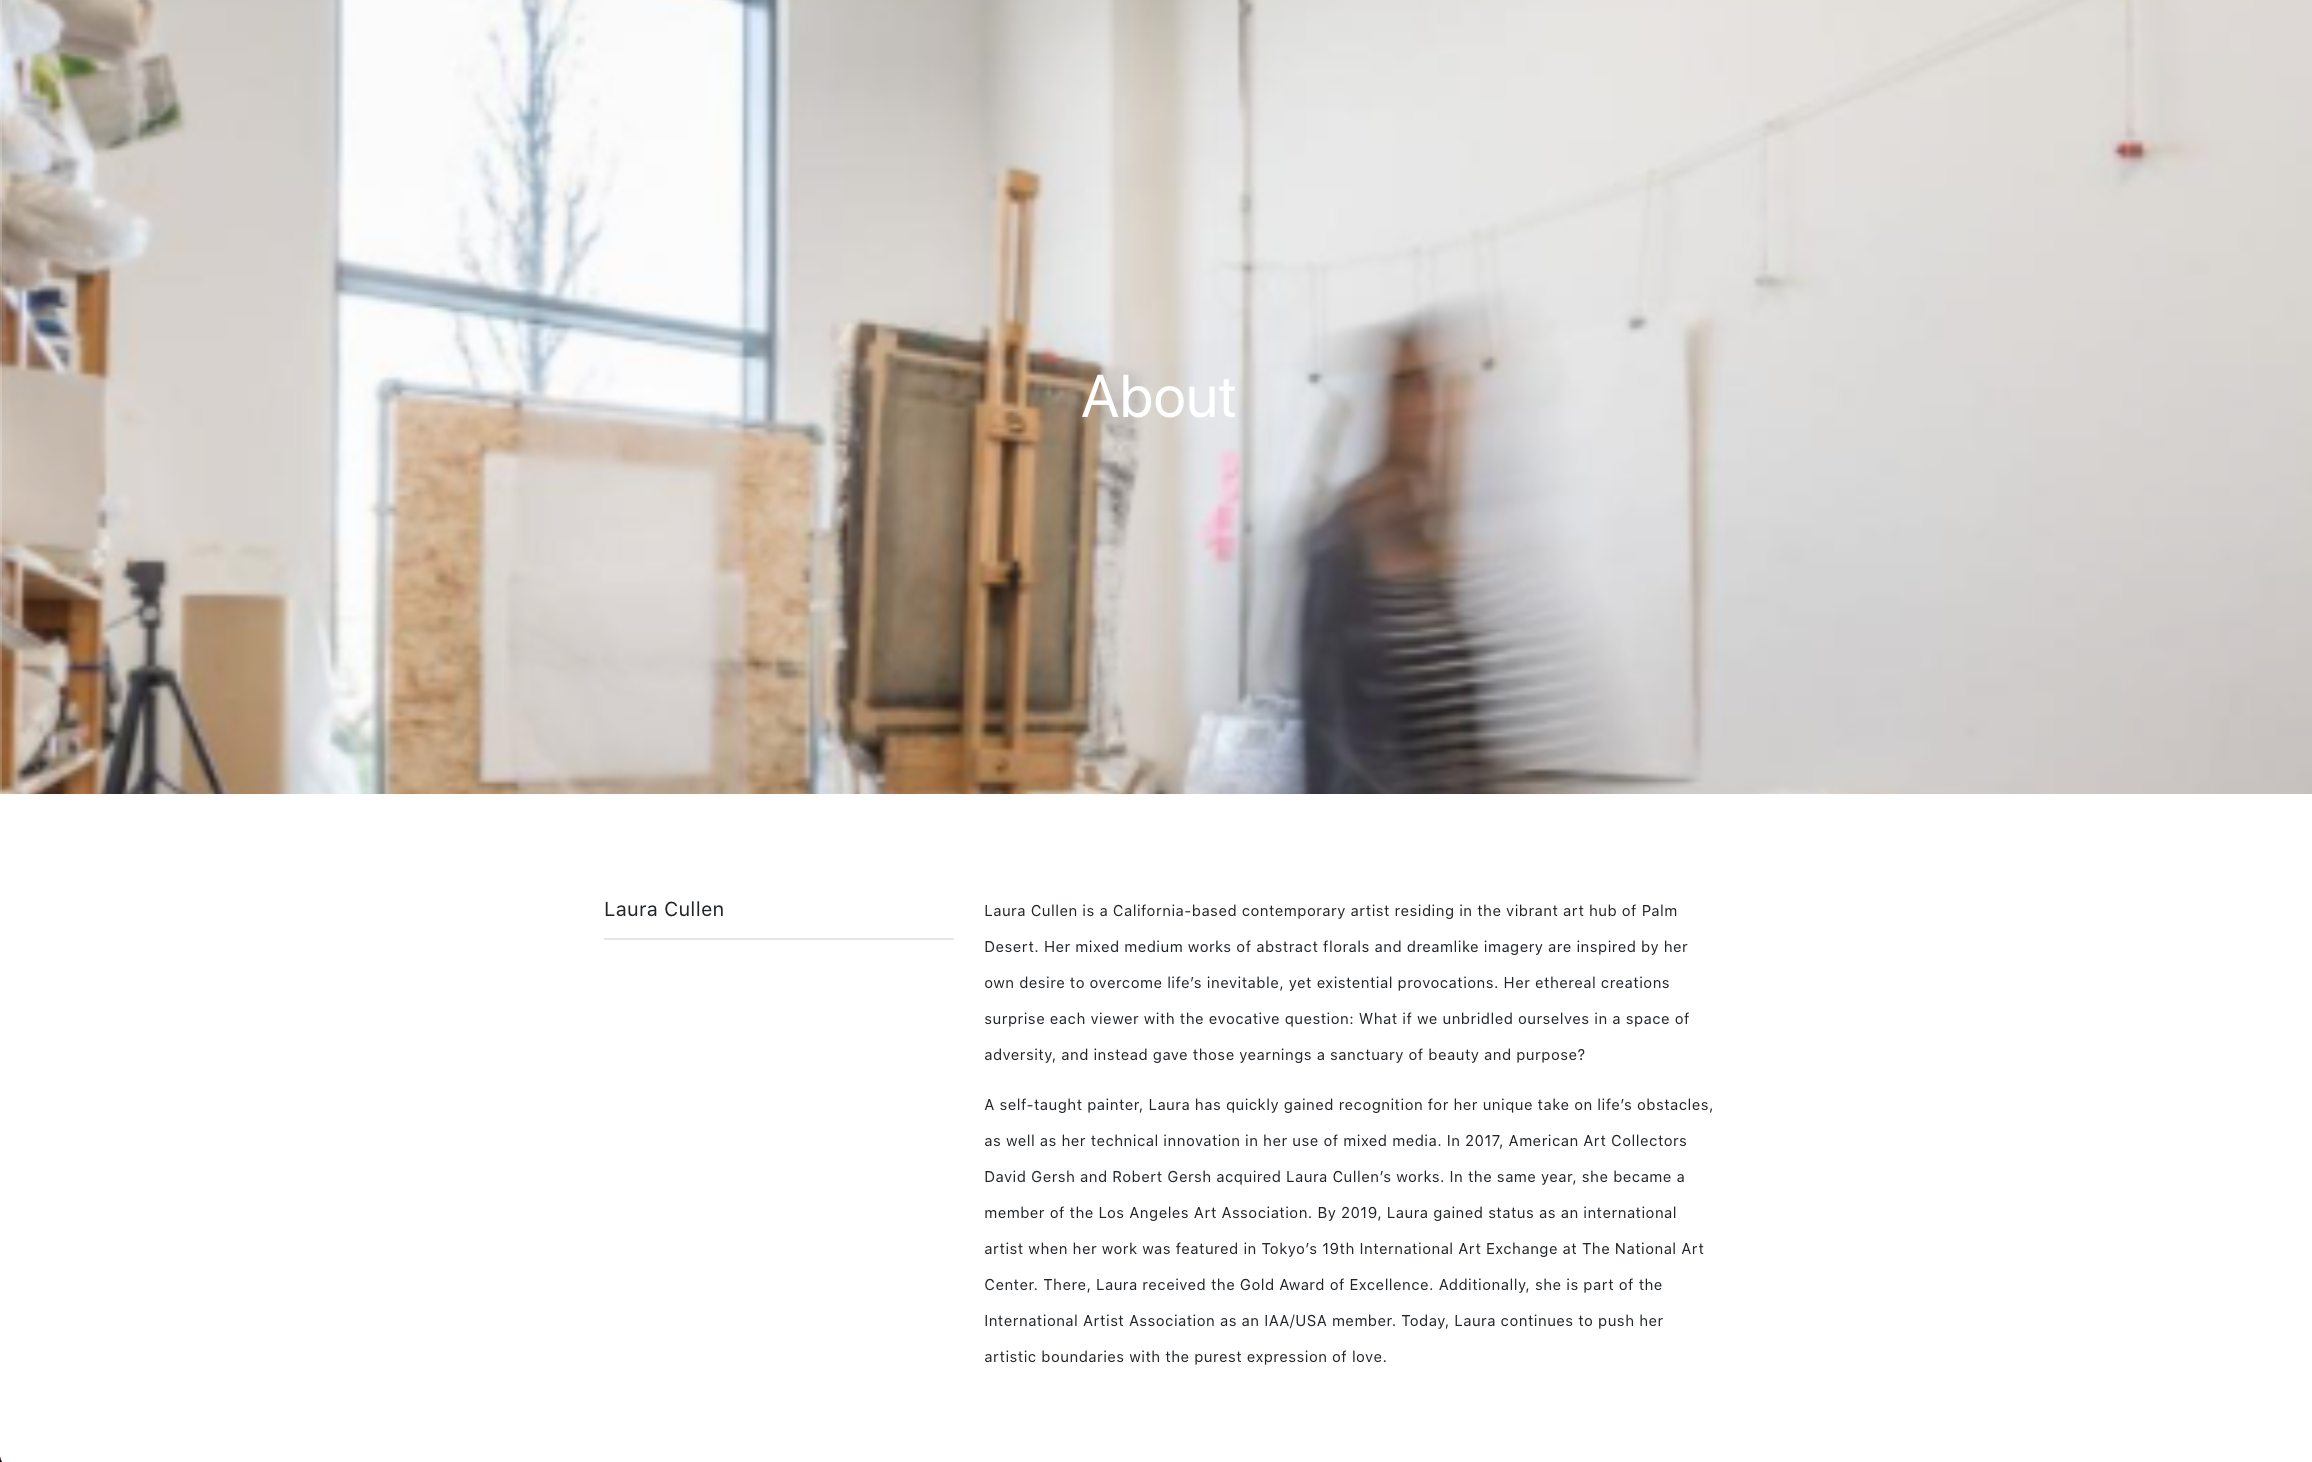 About
Laura Cullen
Laura Cullen is a California-based contemporary artist residing in the vibrant art hub of Palm
Desert. Her mixed medium works of abstract florals and dreamlike imagery are inspired by her
own desire to overcome life’s inevitable, yet existential provocations. Her ethereal creations
surprise each viewer with the evocative question: What if we unbridled ourselves in a space of
adversity, and instead gave those yearnings a sanctuary of beauty and purpose?
A self-taught painter, Laura has quickly gained recognition for her unique take on life’s obstacles,
as well as her technical innovation in her use of mixed media. In 2017, American Art Collectors
David Gersh and Robert Gersh acquired Laura Cullen’s works. In the same year, she became a
member of the Los Angeles Art Association. By 2019, Laura gained status as an international
artist when her work was featured in Tokyo’s 19th International Art Exchange at The National Art
Center. There, Laura received the Gold Award of Excellence. Additionally, she is part of the
International Artist Association as an IAA/USA member. Today, Laura continues to push her
artistic boundaries with the purest expression of love.